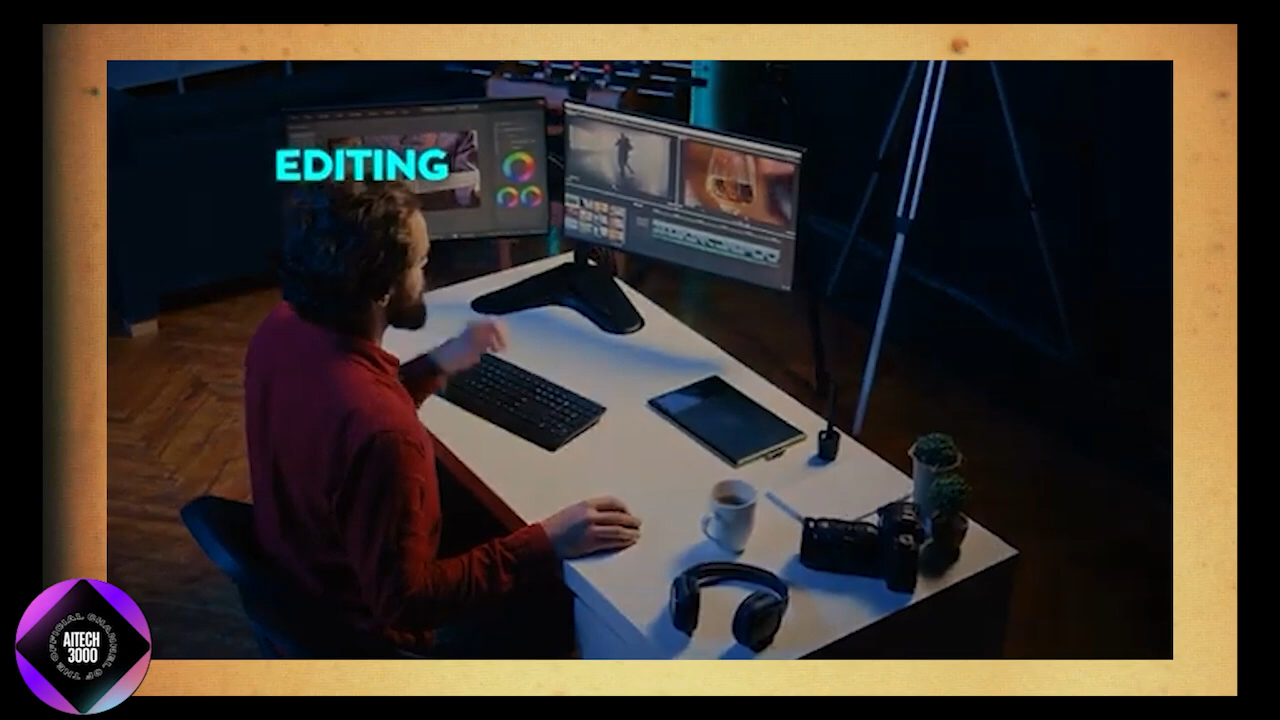 EDITING
THE OFFICIAL CHANNEL OF
AITECH
3000